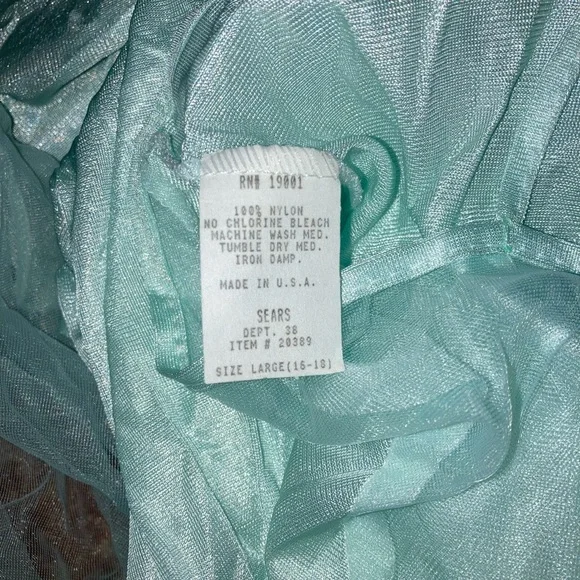 RN# 19001
100% NYLON
NO CHLORINE BLEACH
MACHINE WASH MED.
TUMBLE DRY MED.
IRON DAMP.
MADE IN U.S.A.
SEARS
DEPT. 38
ITEM # 20389
SIZE LARGE(16-18)